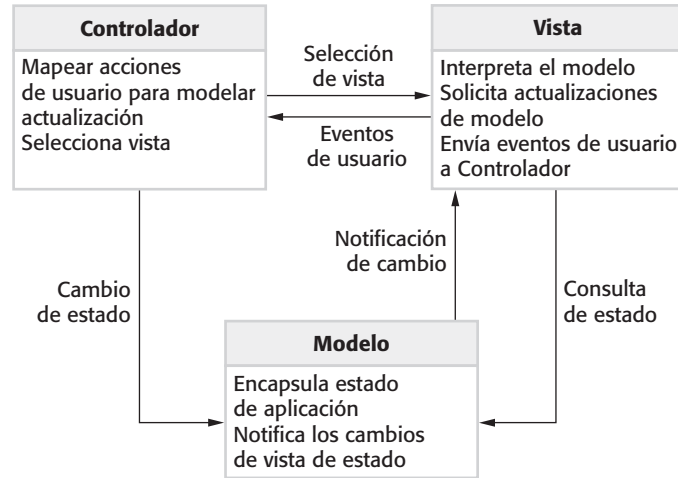 Controlador
Mapear acciones
de usuario para modelar
actualización
Selecciona vista
Selección
de vista
Eventos
de usuario
Vista
Interpreta el modelo
Solicita actualizaciones
de modelo
Envía eventos de usuario
a Controlador
Cambio
de estado
Notificación
de cambio
Consulta
de estado
Modelo
Encapsula estado
de aplicación
Notifica los cambios
de vista de estado